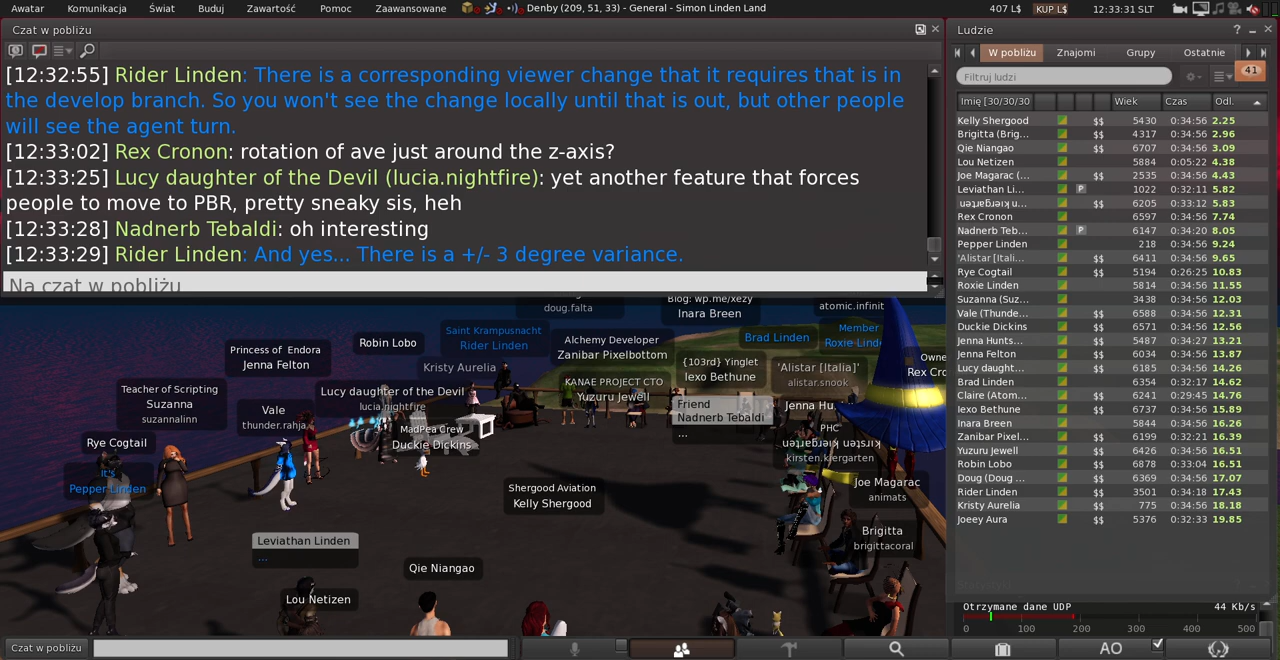 Awatar Komunikacja Świat Buduj Zawartość Pomoc Zaawansowane Denby (209, 51, 33) - General - Simon Linden Land 407 L$ KUP L$ 12:33:31 SLT
Czat w pobliżu
[12:32:55] Rider Linden: There is a corresponding viewer change that it requires that is in
the develop branch. So you won't see the change locally until that is out, but other people
will see the agent turn.
[12:33:02] Rex Cronon: rotation of ave just around the z-axis?
[12:33:25] Lucy daughter of the Devil (lucia.nightfire): yet another feature that forces
people to move to PBR, pretty sneaky sis, heh
[12:33:28] Nadnerb Tebaldi: oh interesting
[12:33:29] Rider Linden: And yes... There is a +/- 3 degree variance.
Na czat w pobliżu
doug.falta
Blog: wp.me/xezy
Inara Breen
atomic.infinit
Saint Krampusnacht
Rider Linden
Alchemy Developer
Zanibar Pixelbottom
Brad Linden
Member
Roxie Linde
Princess of Endora
Jenna Felton
Robin Lobo
Kristy Aurelia
{103rd} Yinglet
Iexo Bethune
'Alistar [Italia]'
alistar.snook
Owne
Rex Cro
Teacher of Scripting
Suzanna
suzannalinn
Lucy daughter of the Devil
lucia.nightfire
KANAE PROJECT CTO
Yuzuru Jewell
Friend
Nadnerb Tebaldi
...
Jenna Hu.
Vale
thunder.rahja
MadPea Crew
Duckie Dickins
PHC
kirsten.kiergarten
Rye Cogtail
It's
Pepper Linden
Shergood Aviation
Kelly Shergood
Joe Magarac
animats
Brigitta
brigittacoral
Leviathan Linden
...
Qie Niangao
Lou Netizen
Czat w pobliżu
AO
Ludzie
W pobliżu Znajomi Grupy Ostatnie
Filtruj ludzi
41
Imię [30/30/30 Wiek Czas Odl.
Kelly Shergood $$ 5430 0:34:56 2.25
Brigitta (Brig... $$ 4317 0:34:56 2.96
Qie Niangao $$ 6707 0:34:56 3.09
Lou Netizen 5884 0:05:22 4.38
Joe Magarac (... $$ 2535 0:34:56 4.43
Leviathan Li... P 1022 0:32:11 5.82
$$ 6205 0:33:12 5.83
Rex Cronon 6597 0:34:56 7.74
Nadnerb Teb... P 6147 0:34:20 8.05
Pepper Linden 218 0:34:56 9.24
'Alistar [Itali... $$ 6411 0:34:56 9.65
Rye Cogtail $$ 5194 0:26:25 10.83
Roxie Linden 5814 0:34:56 11.55
Suzanna (Suz... 3438 0:34:56 12.03
Vale (Thunde... $$ 6588 0:34:56 12.31
Duckie Dickins $$ 6571 0:34:56 12.56
Jenna Hunts... $$ 5487 0:34:27 13.21
Jenna Felton $$ 6034 0:34:56 13.87
Lucy daught... $$ 6185 0:34:56 14.26
Brad Linden 6354 0:32:17 14.62
Claire (Atom... $$ 6241 0:29:45 14.76
Iexo Bethune $$ 6737 0:34:56 15.89
Inara Breen 5844 0:34:56 16.26
Zanibar Pixel... $$ 6199 0:32:21 16.39
Yuzuru Jewell $$ 6426 0:34:56 16.51
Robin Lobo $$ 6878 0:33:04 16.51
Doug (Doug ... $$ 6369 0:34:56 17.07
Rider Linden $$ 3501 0:34:18 17.43
Kristy Aurelia $$ 775 0:34:56 18.18
Joeey Aura $$ 5376 0:32:33 19.85
Otrzymane dane UDP 44 Kb/s
0 100 200 300 400 500